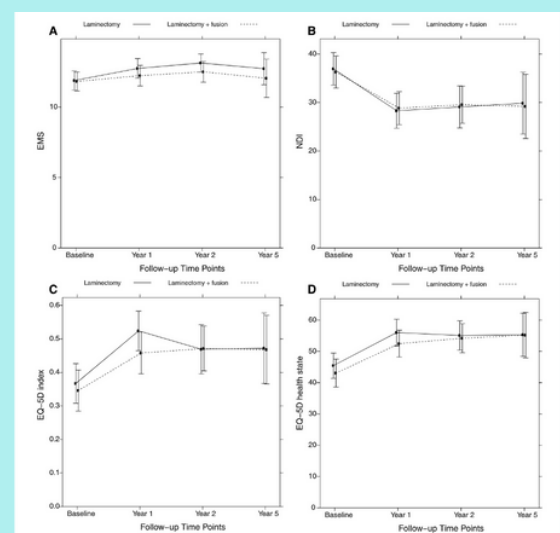 A
Laminectomy Laminectomy + fusion
EMS
10
5
0
Baseline Year 1 Year 2 Year 5
Follow-up Time Points
B
Laminectomy Laminectomy + fusion
NDI
40
30
20
10
0
Baseline Year 1 Year 2 Year 5
Follow-up Time Points
C
Laminectomy Laminectomy + fusion
EQ-5D index
0.6
0.5
0.4
0.3
0.2
0.1
0.0
Baseline Year 1 Year 2 Year 5
Follow-up Time Points
D
Laminectomy Laminectomy + fusion
EQ-5D health state
60
50
40
30
20
10
0
Baseline Year 1 Year 2 Year 5
Follow-up Time Points